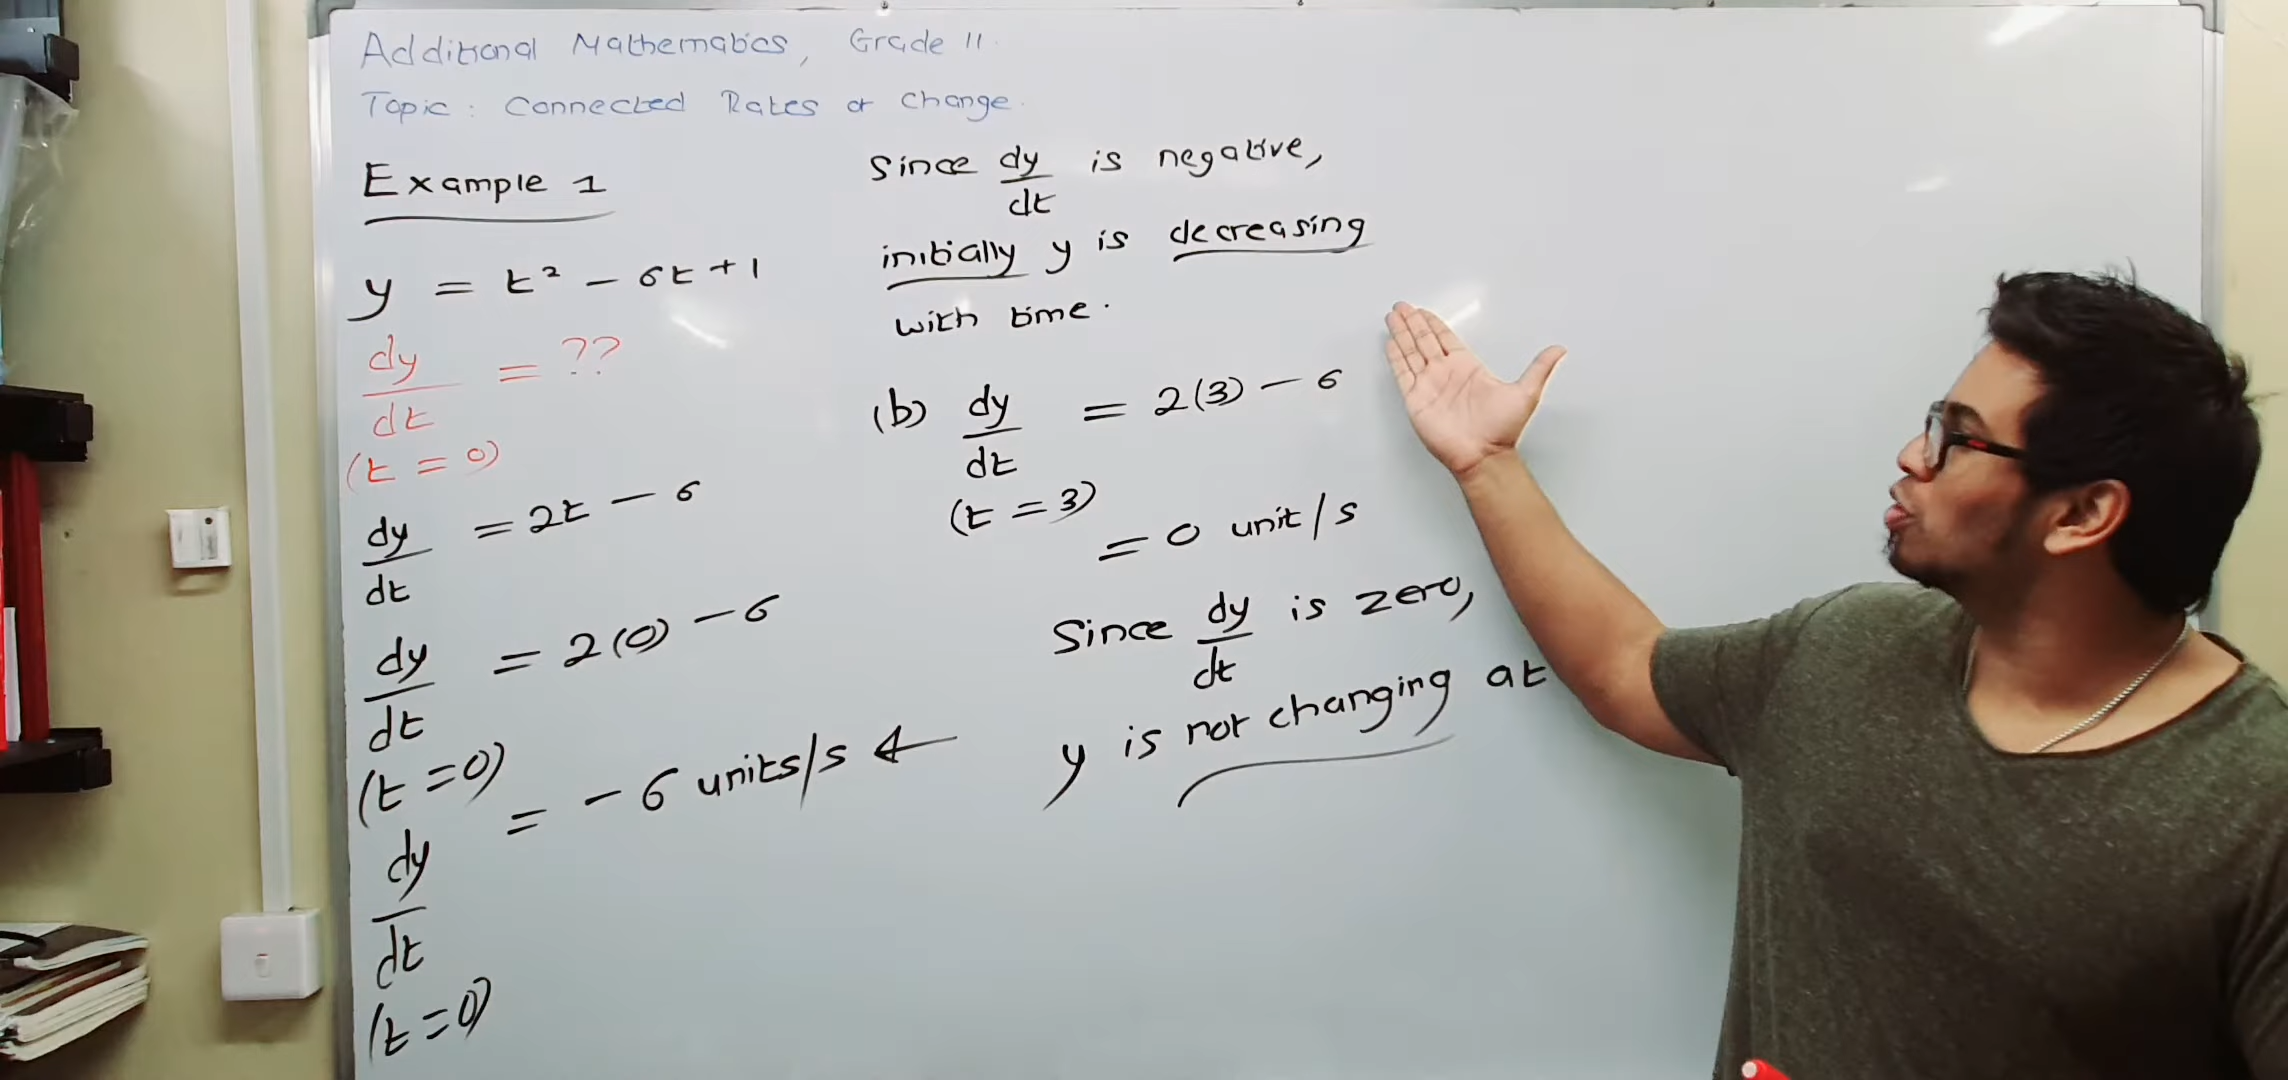 Additional Mathematics, Grade 11.
Topic : Connected Rates of Change.
Example 1
y = t² - 6t + 1
dy/dt = ??
(t = 0)
dy/dt = 2t - 6
dy/dt = 2(0) - 6
(t = 0)
dy/dt = - 6 units/s ←
(t = 0)
Since dy/dt is negative,
initially y is decreasing
with time.
(b) dy/dt = 2(3) - 6
(t = 3)
= 0 unit/s
Since dy/dt is zero,
y is not changing at